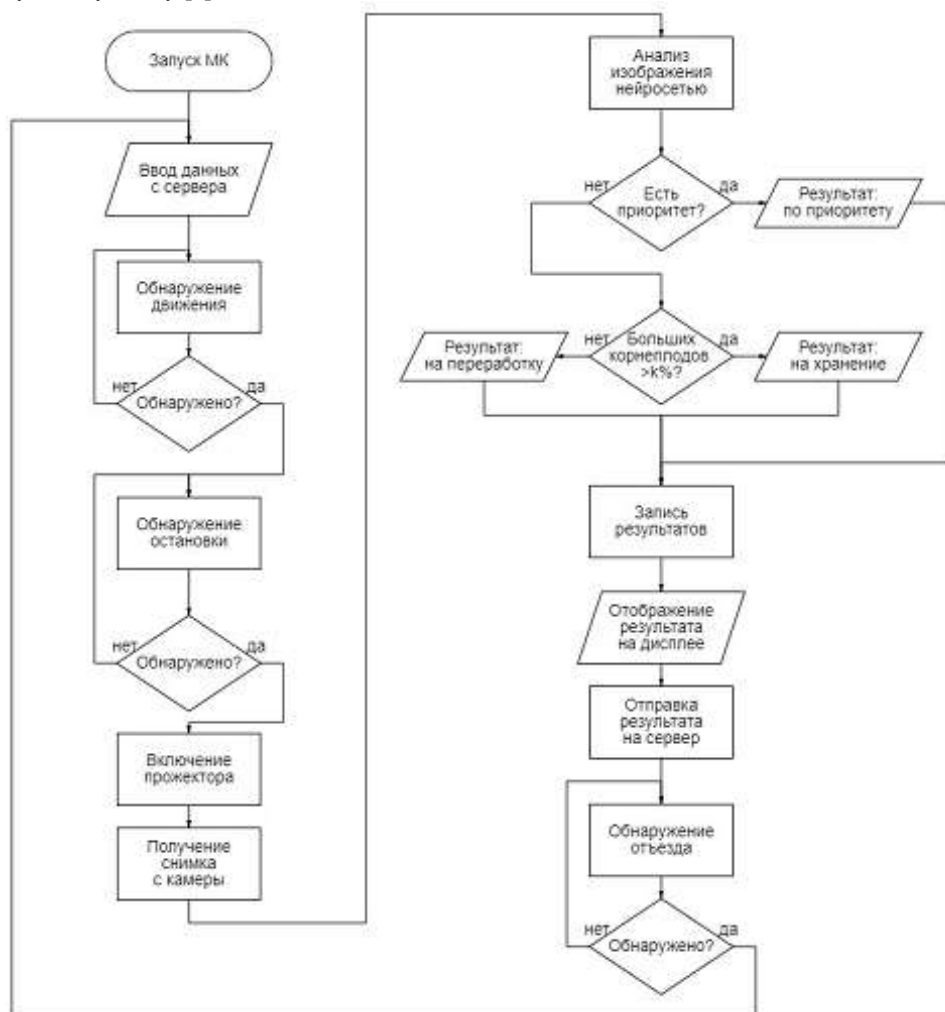 Запуск МК
Ввод данных
с сервера
Обнаружение
движения
нет
да
Обнаружено?
Обнаружение
остановки
нет
да
Обнаружено?
Включение
прожектора
Получение
снимка
с камеры
Анализ
изображения
нейросетью
нет
да
Есть
приоритет?
Результат:
по приоритету
Результат:
на переработку
нет
да
Больших
корнепплодов
>k%?
Результат:
на хранение
Запись
результатов
Отображение
результата
на дисплее
Отправка
результата
на сервер
Обнаружение
отъезда
нет
да
Обнаружено?